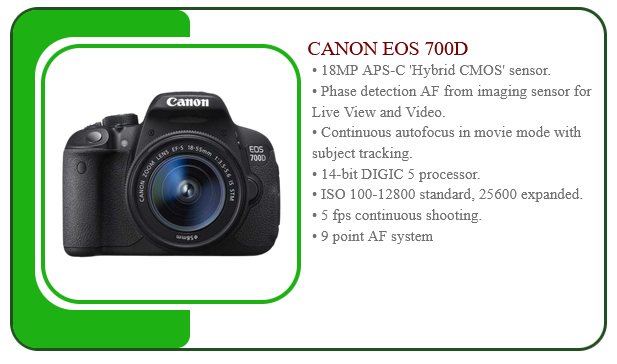 CANON EOS 700D
• 18MP APS-C 'Hybrid CMOS' sensor.
• Phase detection AF from imaging sensor for
Live View and Video.
• Continuous autofocus in movie mode with
subject tracking.
• 14-bit DIGIC 5 processor.
• ISO 100-12800 standard, 25600 expanded.
• 5 fps continuous shooting.
• 9 point AF system
Canon
EOS
700D
CANON ZOOM LENS EF-S 18-55mm 1:3.5-5.6 IS STM
ø58mm